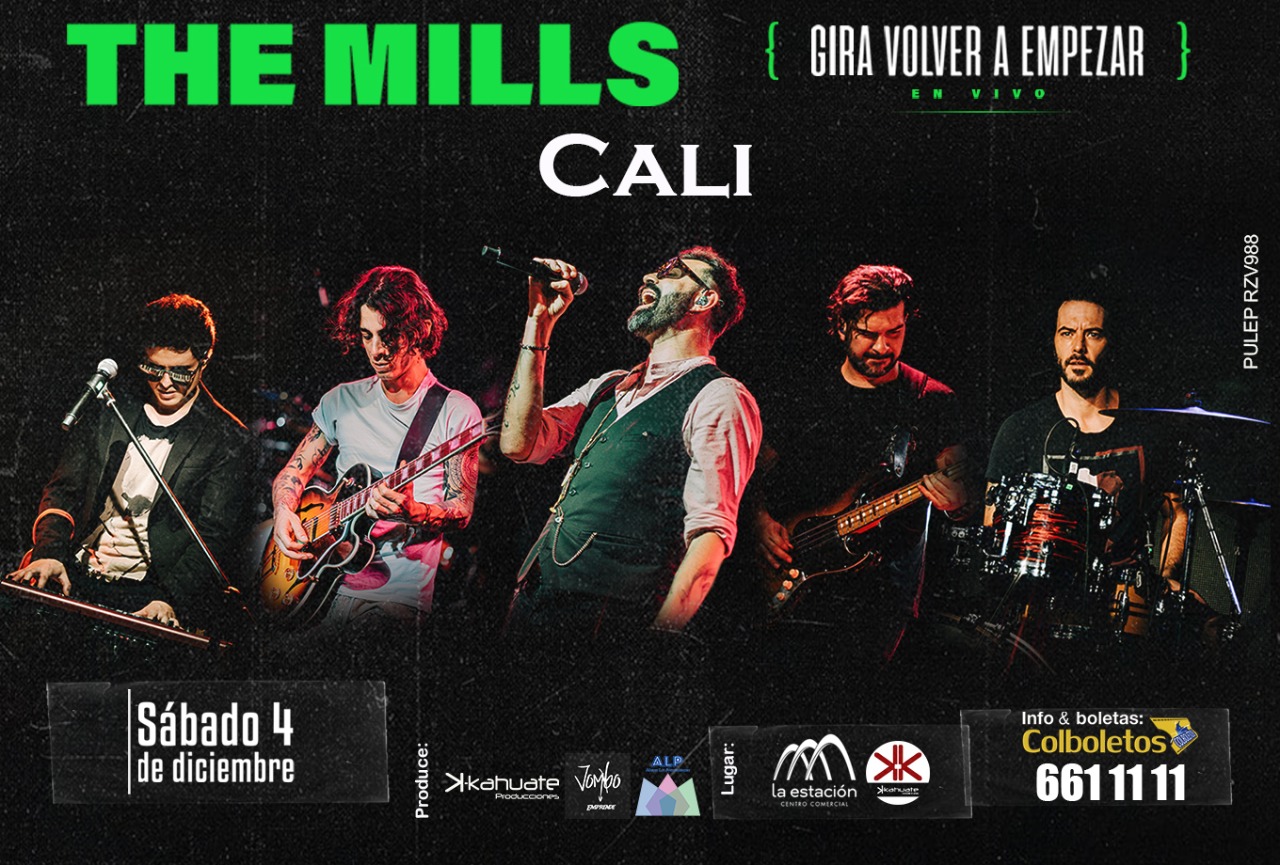 THE MILLS
{ GIRA VOLVER A EMPEZAR }
EN VIVO
CALI
PULEP RZV988
Sábado 4
de diciembre
Produce:
kahuate
Producciones
JOMBO
EMPRENDE
ALP
Lugar:
la estación
CENTRO COMERCIAL
kahuate
Info & boletas:
Colboletos
661 11 11